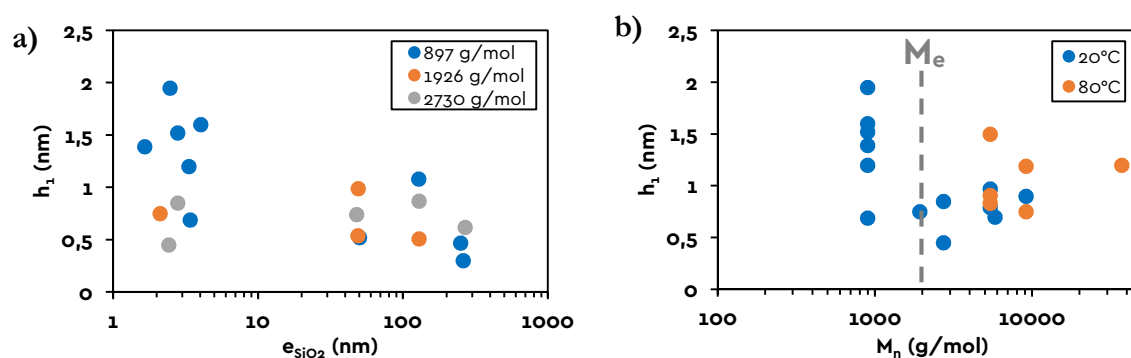 a)
h₁ (nm)
2,5
2
1,5
1
0,5
0
1 10 100 1000
e_SiO₂ (nm)
897 g/mol
1926 g/mol
2730 g/mol
b)
h₁ (nm)
2,5
2
1,5
1
0,5
0
100 1000 10000
Mₙ (g/mol)
Mₑ
20°C
80°C